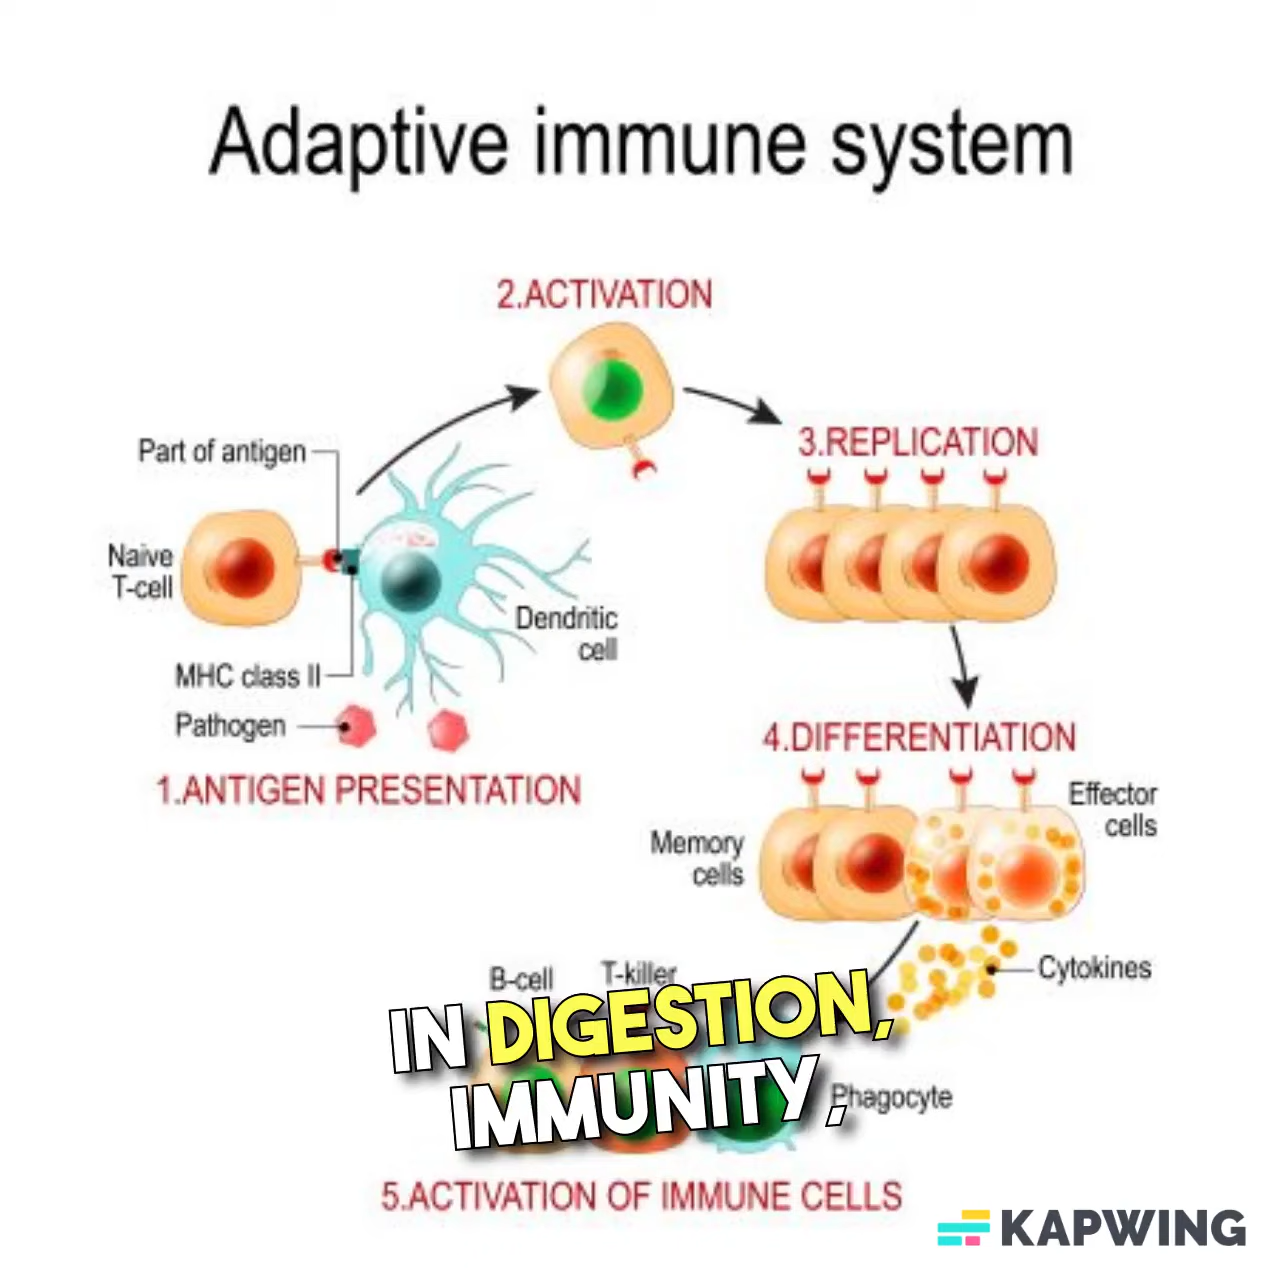 Adaptive immune system
2.ACTIVATION
Part of antigen
3.REPLICATION
Naive
T-cell
Dendritic
cell
MHC class II
Pathogen
1.ANTIGEN PRESENTATION
4.DIFFERENTIATION
Effector
cells
Memory
cells
Cytokines
B-cell
T-killer
IN DIGESTION,
IMMUNITY,
Phagocyte
5.ACTIVATION OF IMMUNE CELLS
KAPWING